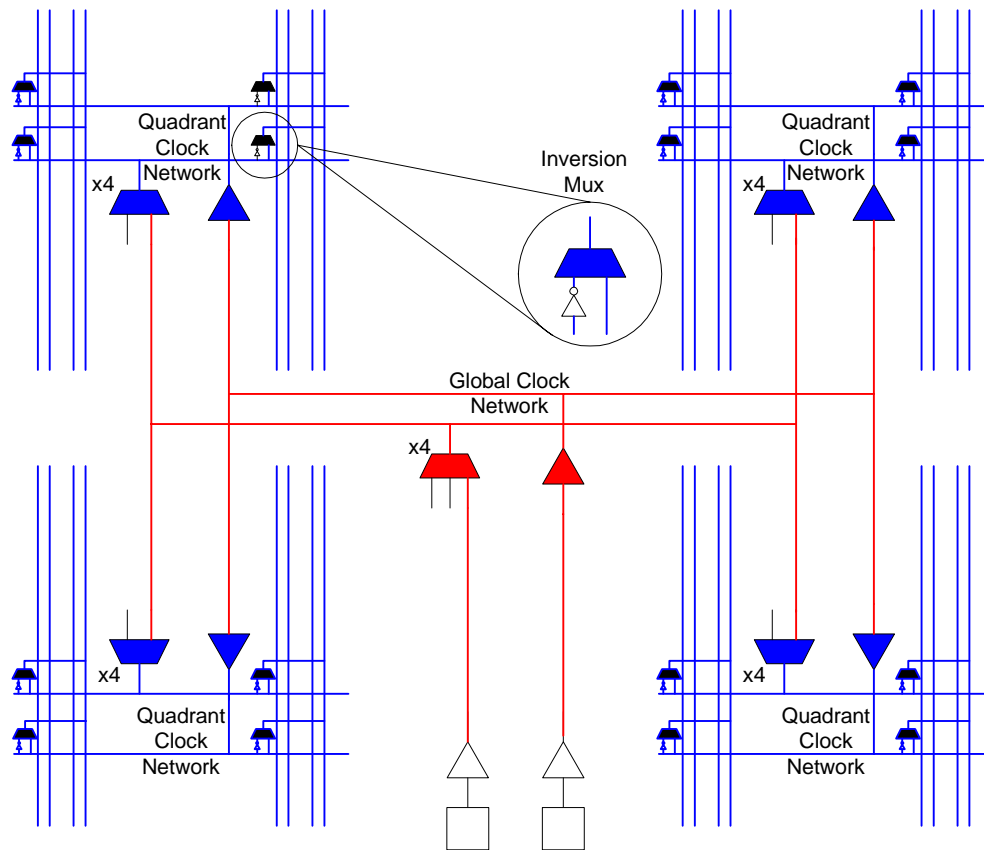 Quadrant
Clock
Network
x4
Quadrant
Clock
Network
x4
Inversion
Mux
Global Clock
Network
x4
x4
Quadrant
Clock
Network
x4
Quadrant
Clock
Network